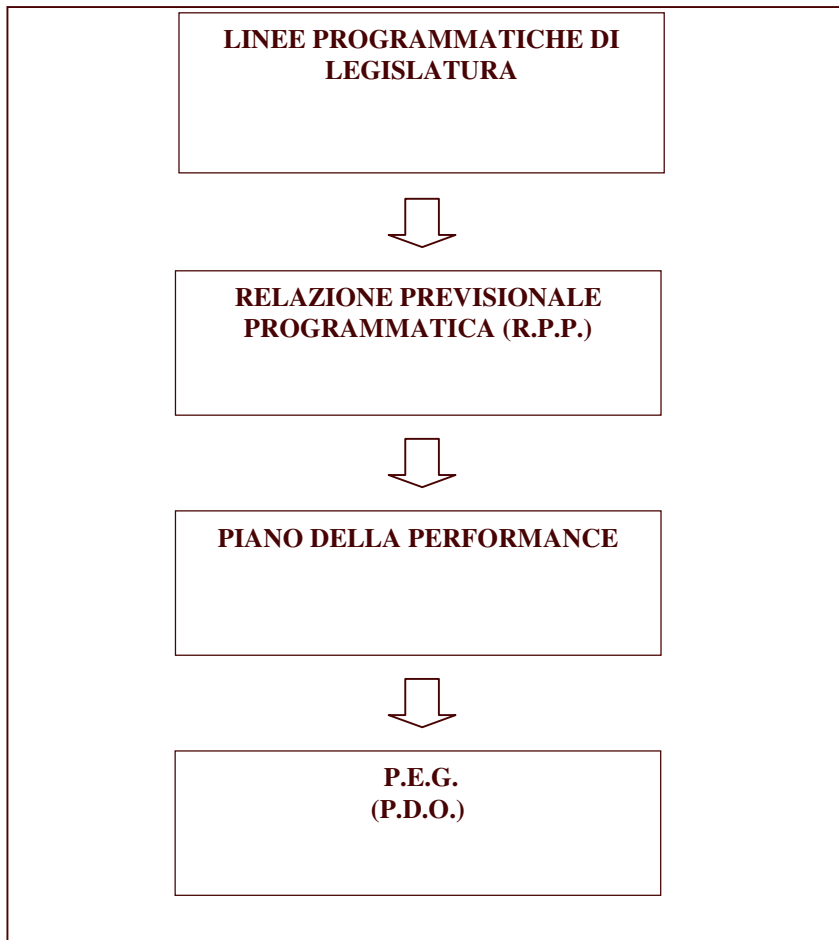 LINEE PROGRAMMATICHE DI
LEGISLATURA
RELAZIONE PREVISIONALE
PROGRAMMATICA (R.P.P.)
PIANO DELLA PERFORMANCE
P.E.G.
(P.D.O.)